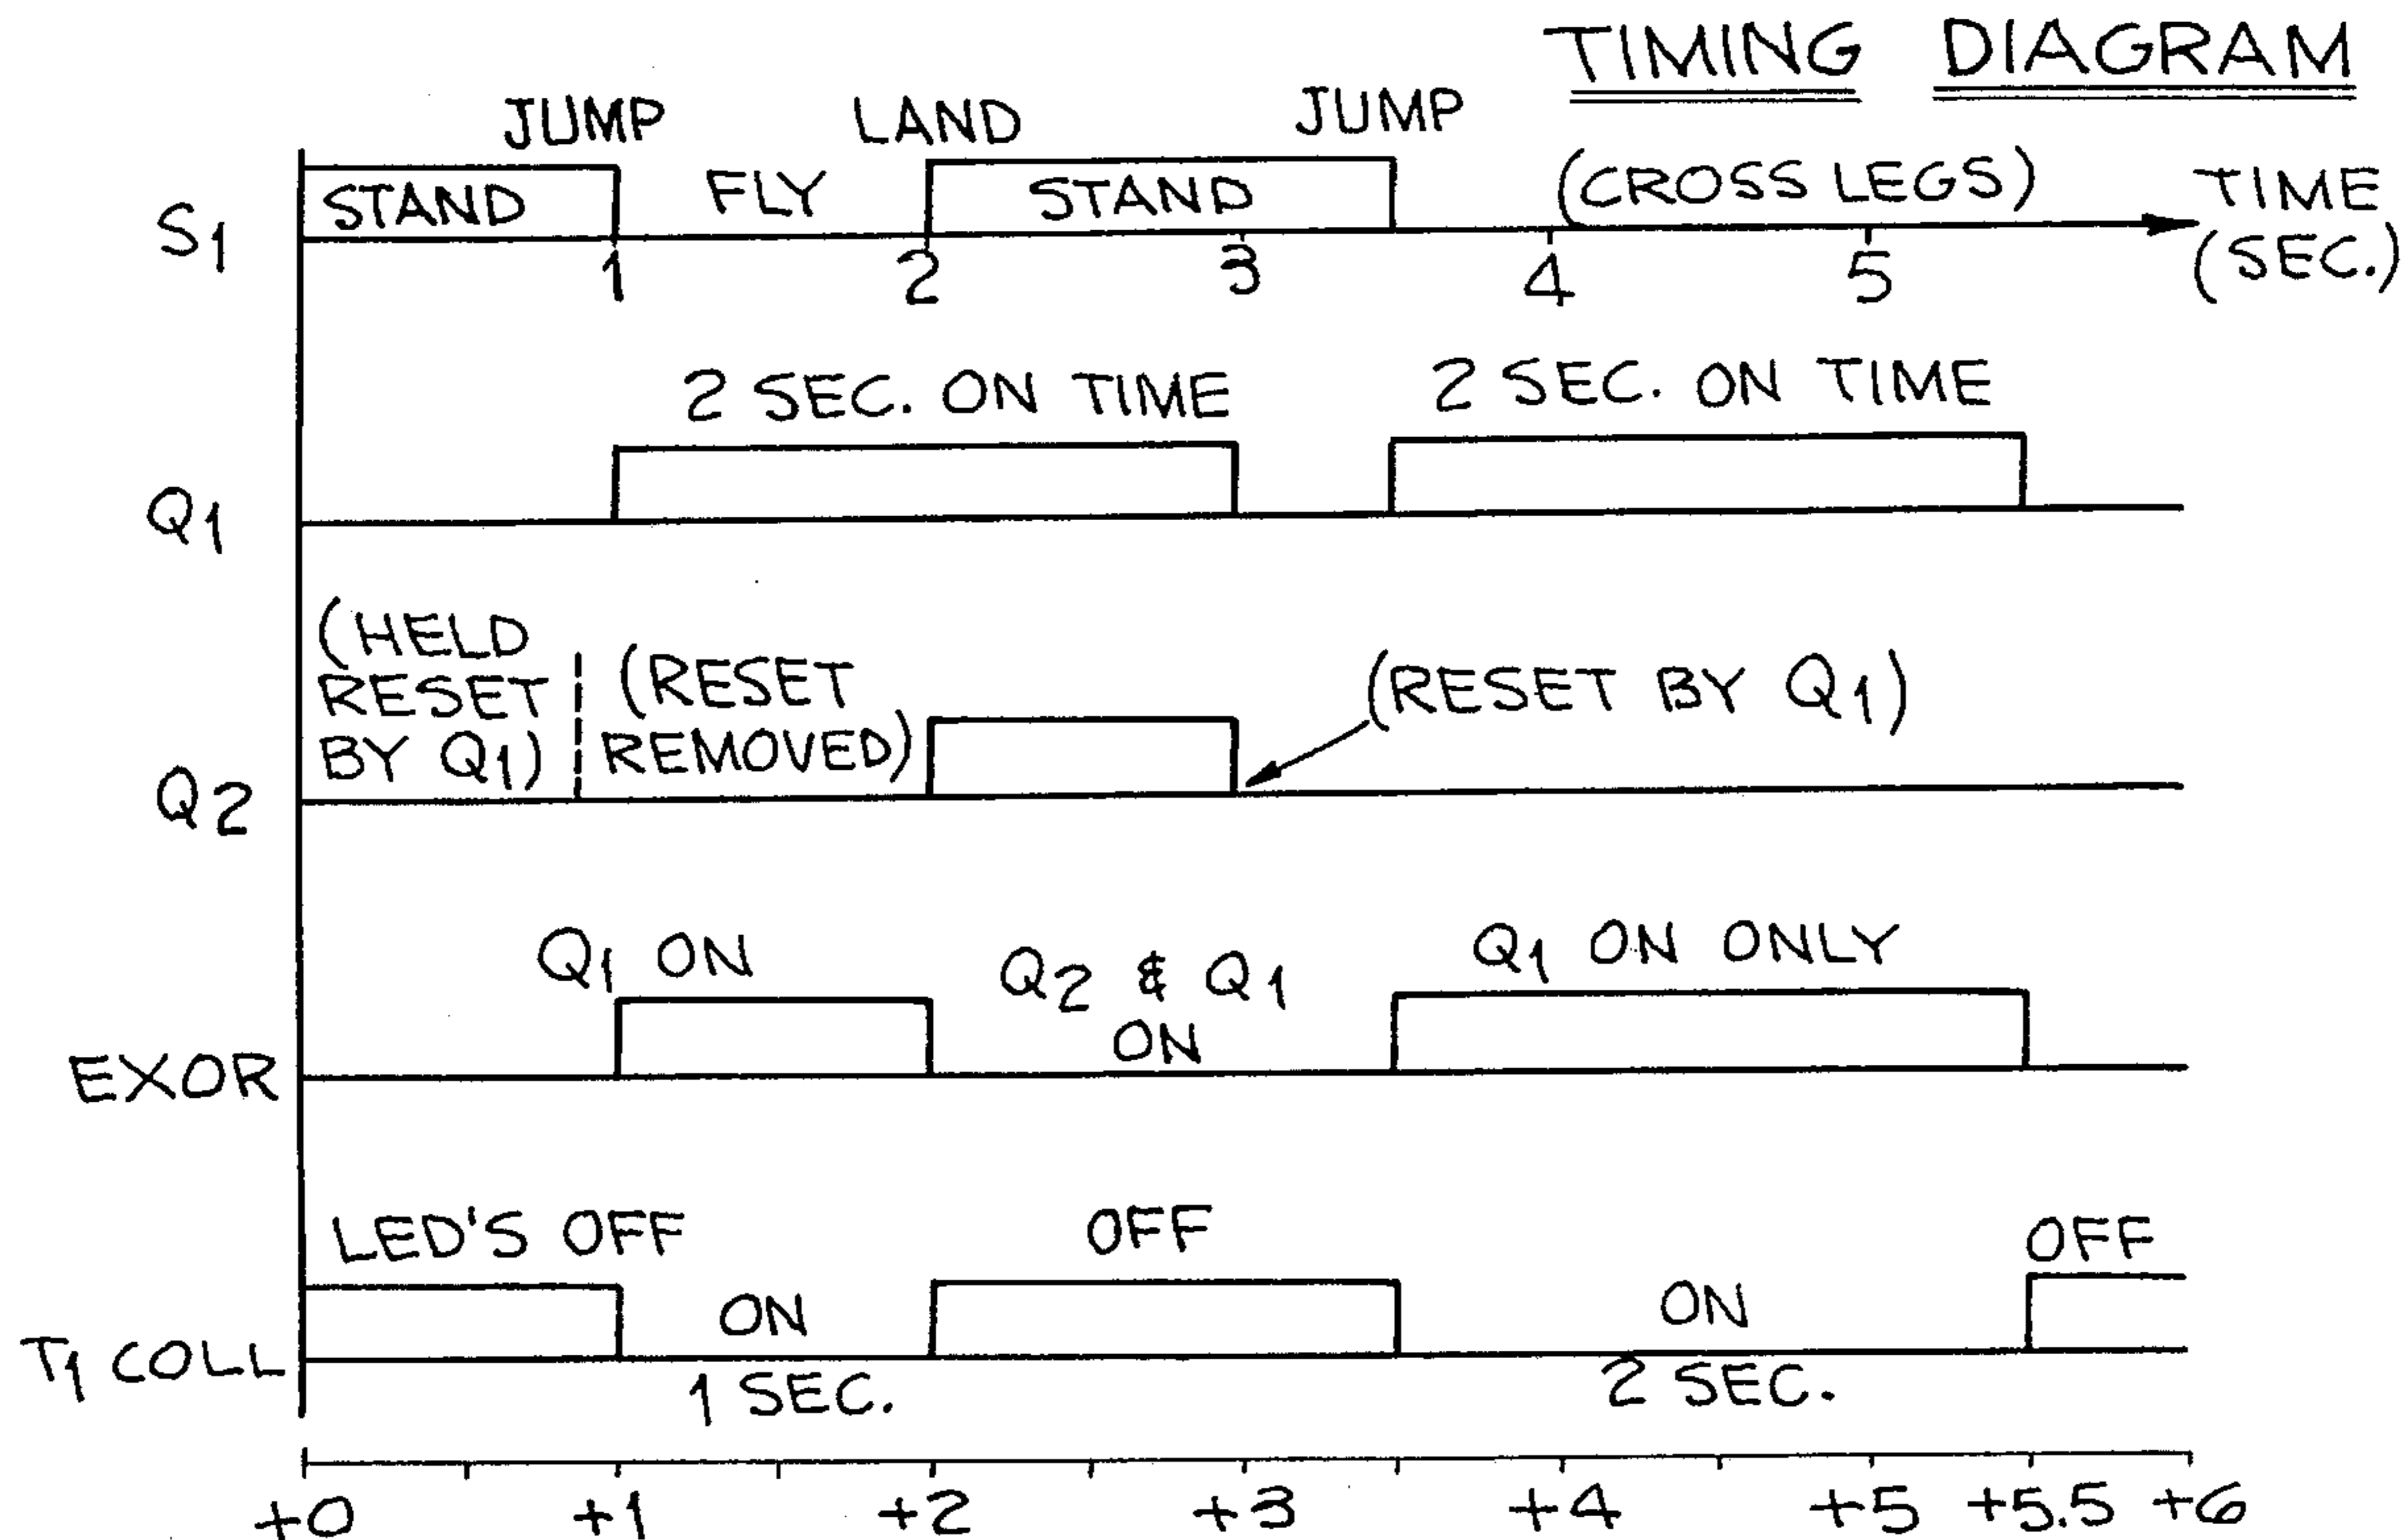 TIMING DIAGRAM
JUMP LAND JUMP
STAND FLY STAND (CROSS LEGS) TIME
(SEC.)
S1
1 2 3 4 5
2 SEC. ON TIME 2 SEC. ON TIME
Q1
(HELD
RESET
BY Q1)
(RESET
REMOVED)
(RESET BY Q1)
Q2
Q1 ON
Q2 & Q1
ON
Q1 ON ONLY
EXOR
LED'S OFF OFF OFF
ON ON
T1 COLL
1 SEC. 2 SEC.
+0 +1 +2 +3 +4 +5 +5.5 +6